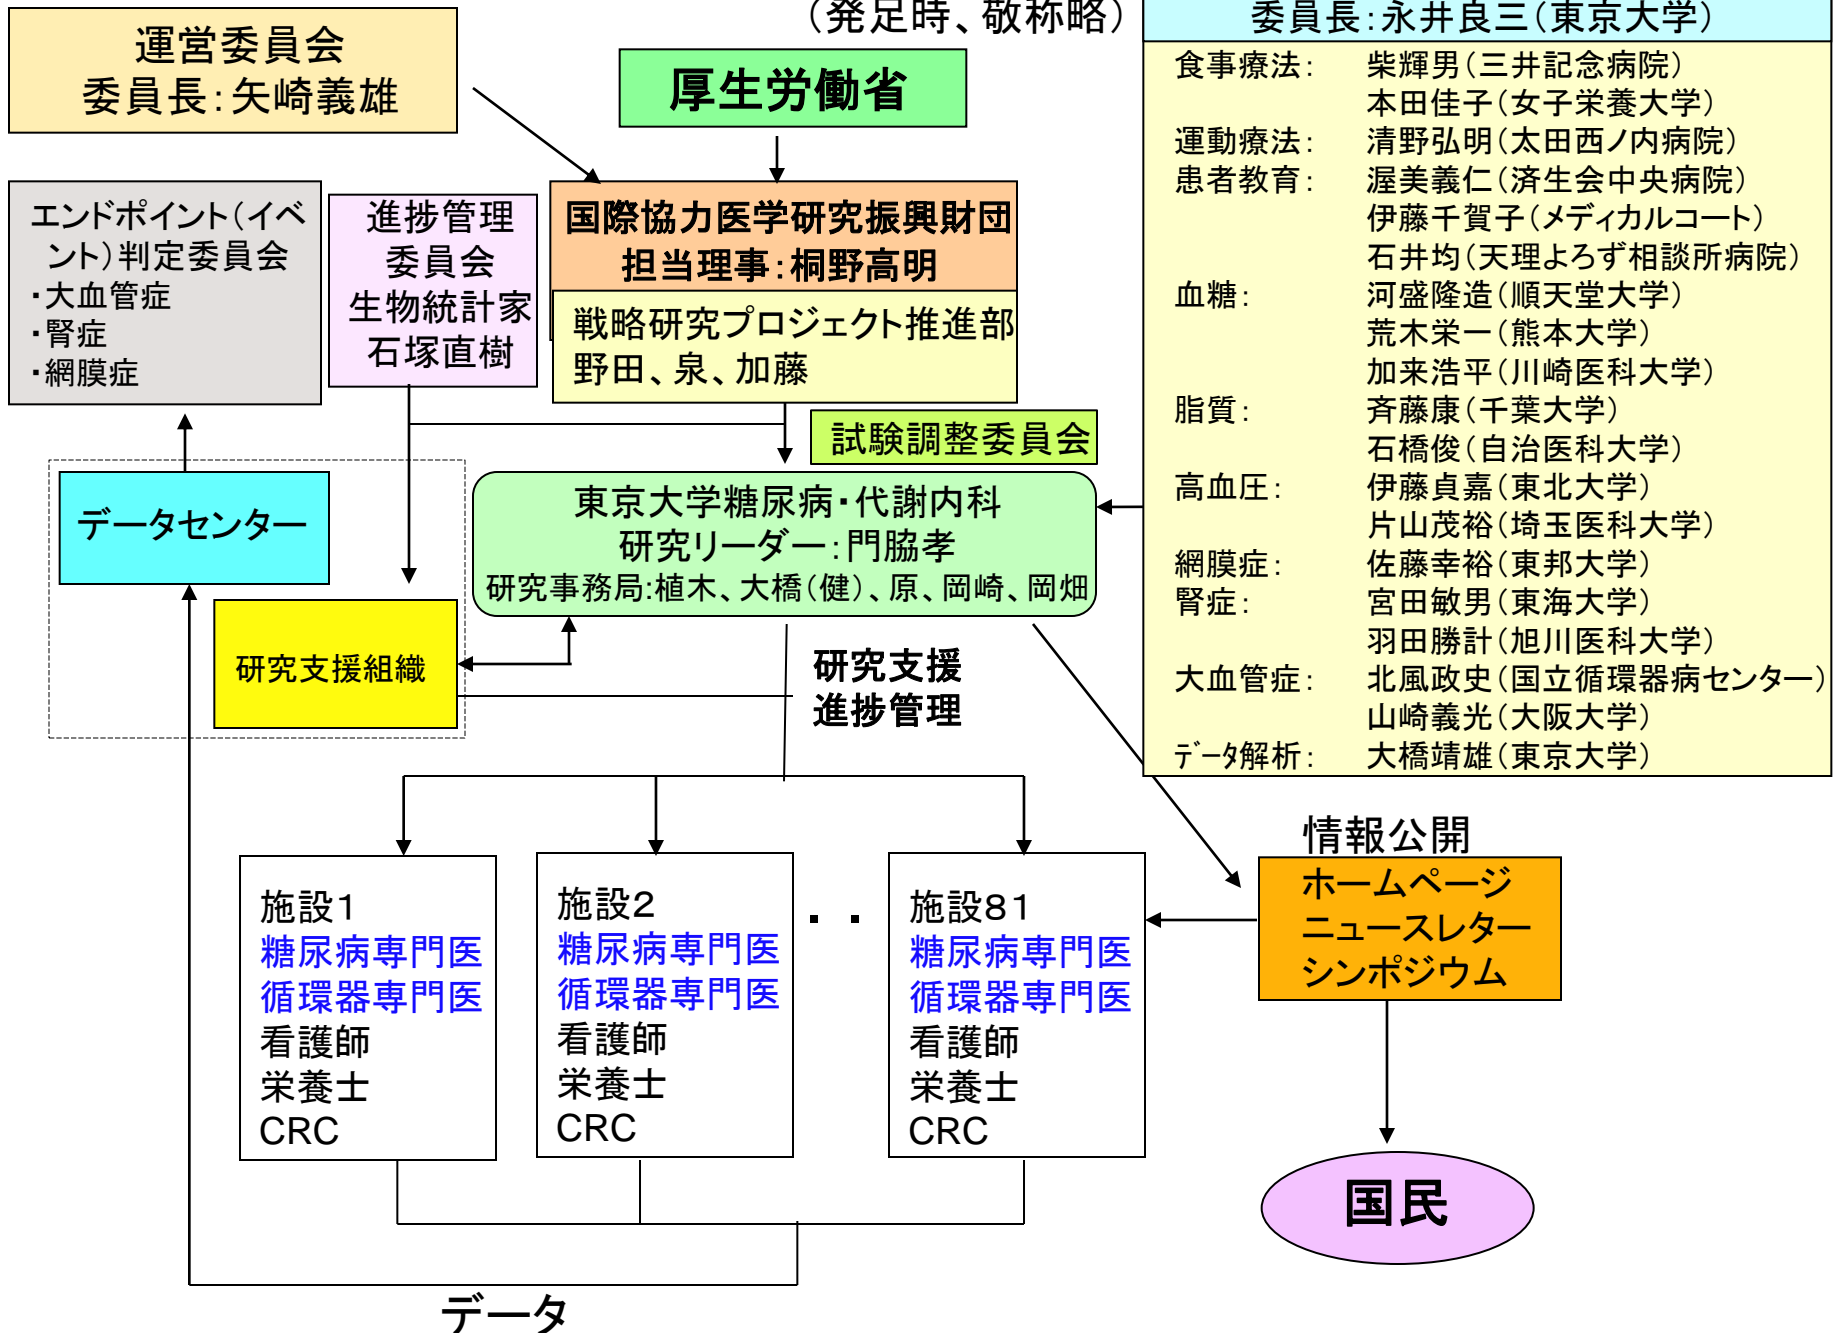 (発足時、敬称略)
運営委員会
委員長:矢崎義雄
厚生労働省
委員長:永井良三(東京大学)
食事療法: 柴輝男(三井記念病院)
本田佳子(女子栄養大学)
運動療法: 清野弘明(太田西ノ内病院)
患者教育: 渥美義仁(済生会中央病院)
伊藤千賀子(メディカルコート)
石井均(天理よろず相談所病院)
血糖: 河盛隆造(順天堂大学)
荒木栄一(熊本大学)
加来浩平(川崎医科大学)
脂質: 斉藤康(千葉大学)
石橋俊(自治医科大学)
高血圧: 伊藤貞嘉(東北大学)
片山茂裕(埼玉医科大学)
網膜症: 佐藤幸裕(東邦大学)
腎症: 宮田敏男(東海大学)
羽田勝計(旭川医科大学)
大血管症: 北風政史(国立循環器病センター)
山崎義光(大阪大学)
データ解析: 大橋靖雄(東京大学)
エンドポイント(イベ
ント)判定委員会
・大血管症
・腎症
・網膜症
進捗管理
委員会
生物統計家
石塚直樹
国際協力医学研究振興財団
担当理事:桐野高明
戦略研究プロジェクト推進部
野田、泉、加藤
試験調整委員会
データセンター
東京大学糖尿病・代謝内科
研究リーダー:門脇孝
研究事務局:植木、大橋(健)、原、岡崎、岡畑
研究支援組織
研究支援
進捗管理
施設1
糖尿病専門医
循環器専門医
看護師
栄養士
CRC
施設2
糖尿病専門医
循環器専門医
看護師
栄養士
CRC
・・
施設81
糖尿病専門医
循環器専門医
看護師
栄養士
CRC
情報公開
ホームページ
ニュースレター
シンポジウム
国民
データ